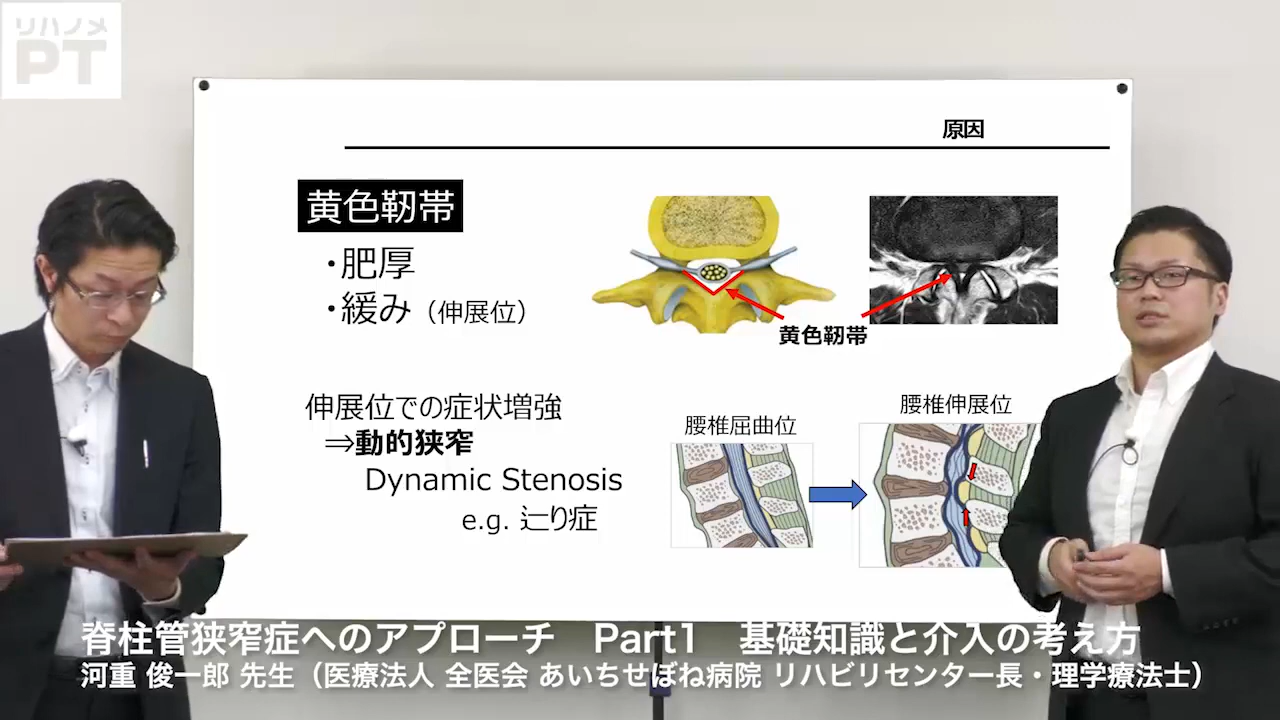 リハノメ
PT
原因
黄色靭帯
・肥厚
・緩み（伸展位）
黄色靭帯
伸展位での症状増強
⇒動的狭窄
Dynamic Stenosis
e.g. 辷り症
腰椎屈曲位
腰椎伸展位
脊柱管狭窄症へのアプローチ　Part1　基礎知識と介入の考え方
河重 俊一郎 先生（医療法人 全医会 あいちせぼね病院 リハビリセンター長・理学療法士）